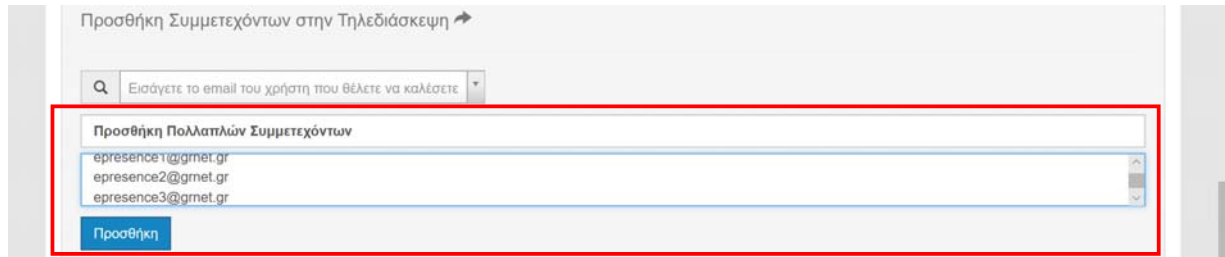 Προσθήκη Συμμετεχόντων στην Τηλεδιάσκεψη
Εισάγετε το email του χρήστη που θέλετε να καλέσετε
Προσθήκη Πολλαπλών Συμμετεχόντων
epresence1@grnet.gr
epresence2@grnet.gr
epresence3@grnet.gr
Προσθήκη